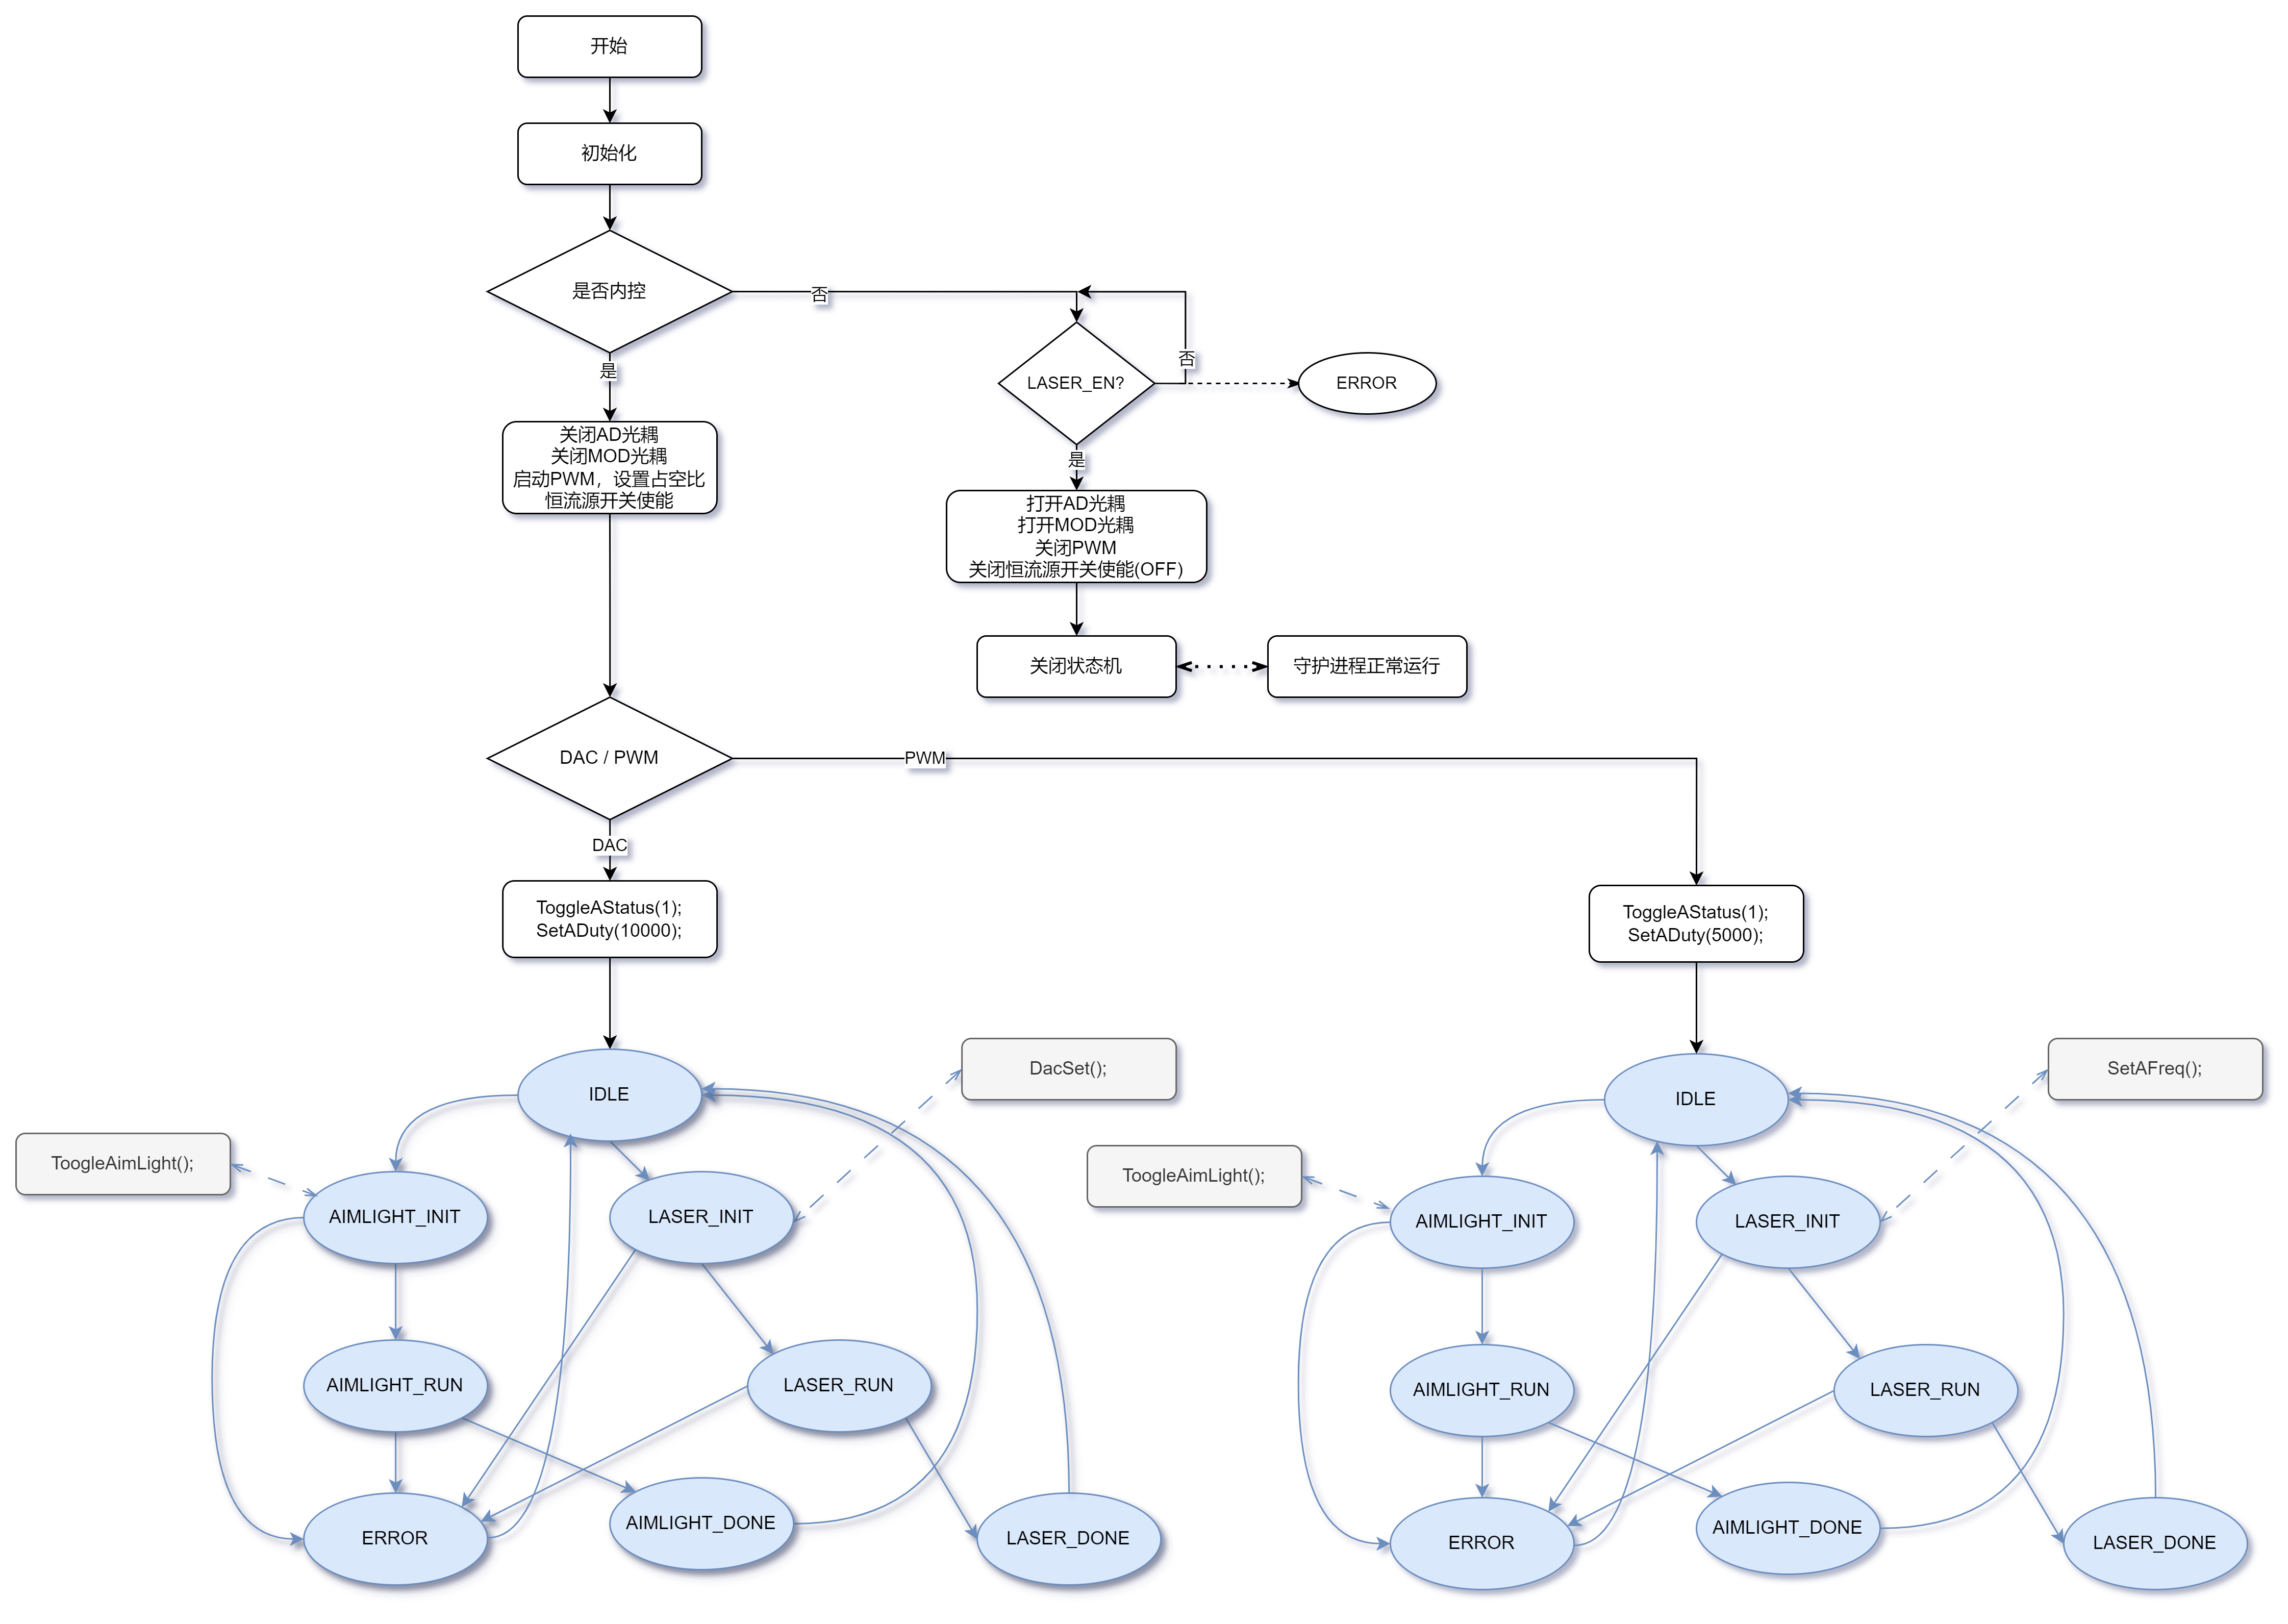 开始
初始化
是否内控
否
是
LASER_EN?
否
ERROR
是
关闭AD光耦
关闭MOD光耦
启动PWM，设置占空比
恒流源开关使能
打开AD光耦
打开MOD光耦
关闭PWM
关闭恒流源开关使能(OFF)
关闭状态机
守护进程正常运行
DAC / PWM
PWM
DAC
ToggleAStatus(1);
SetADuty(10000);
ToggleAStatus(1);
SetADuty(5000);
IDLE
DacSet();
ToogleAimLight();
AIMLIGHT_INIT
LASER_INIT
AIMLIGHT_RUN
LASER_RUN
ERROR
AIMLIGHT_DONE
LASER_DONE
IDLE
SetAFreq();
ToogleAimLight();
AIMLIGHT_INIT
LASER_INIT
AIMLIGHT_RUN
LASER_RUN
ERROR
AIMLIGHT_DONE
LASER_DONE